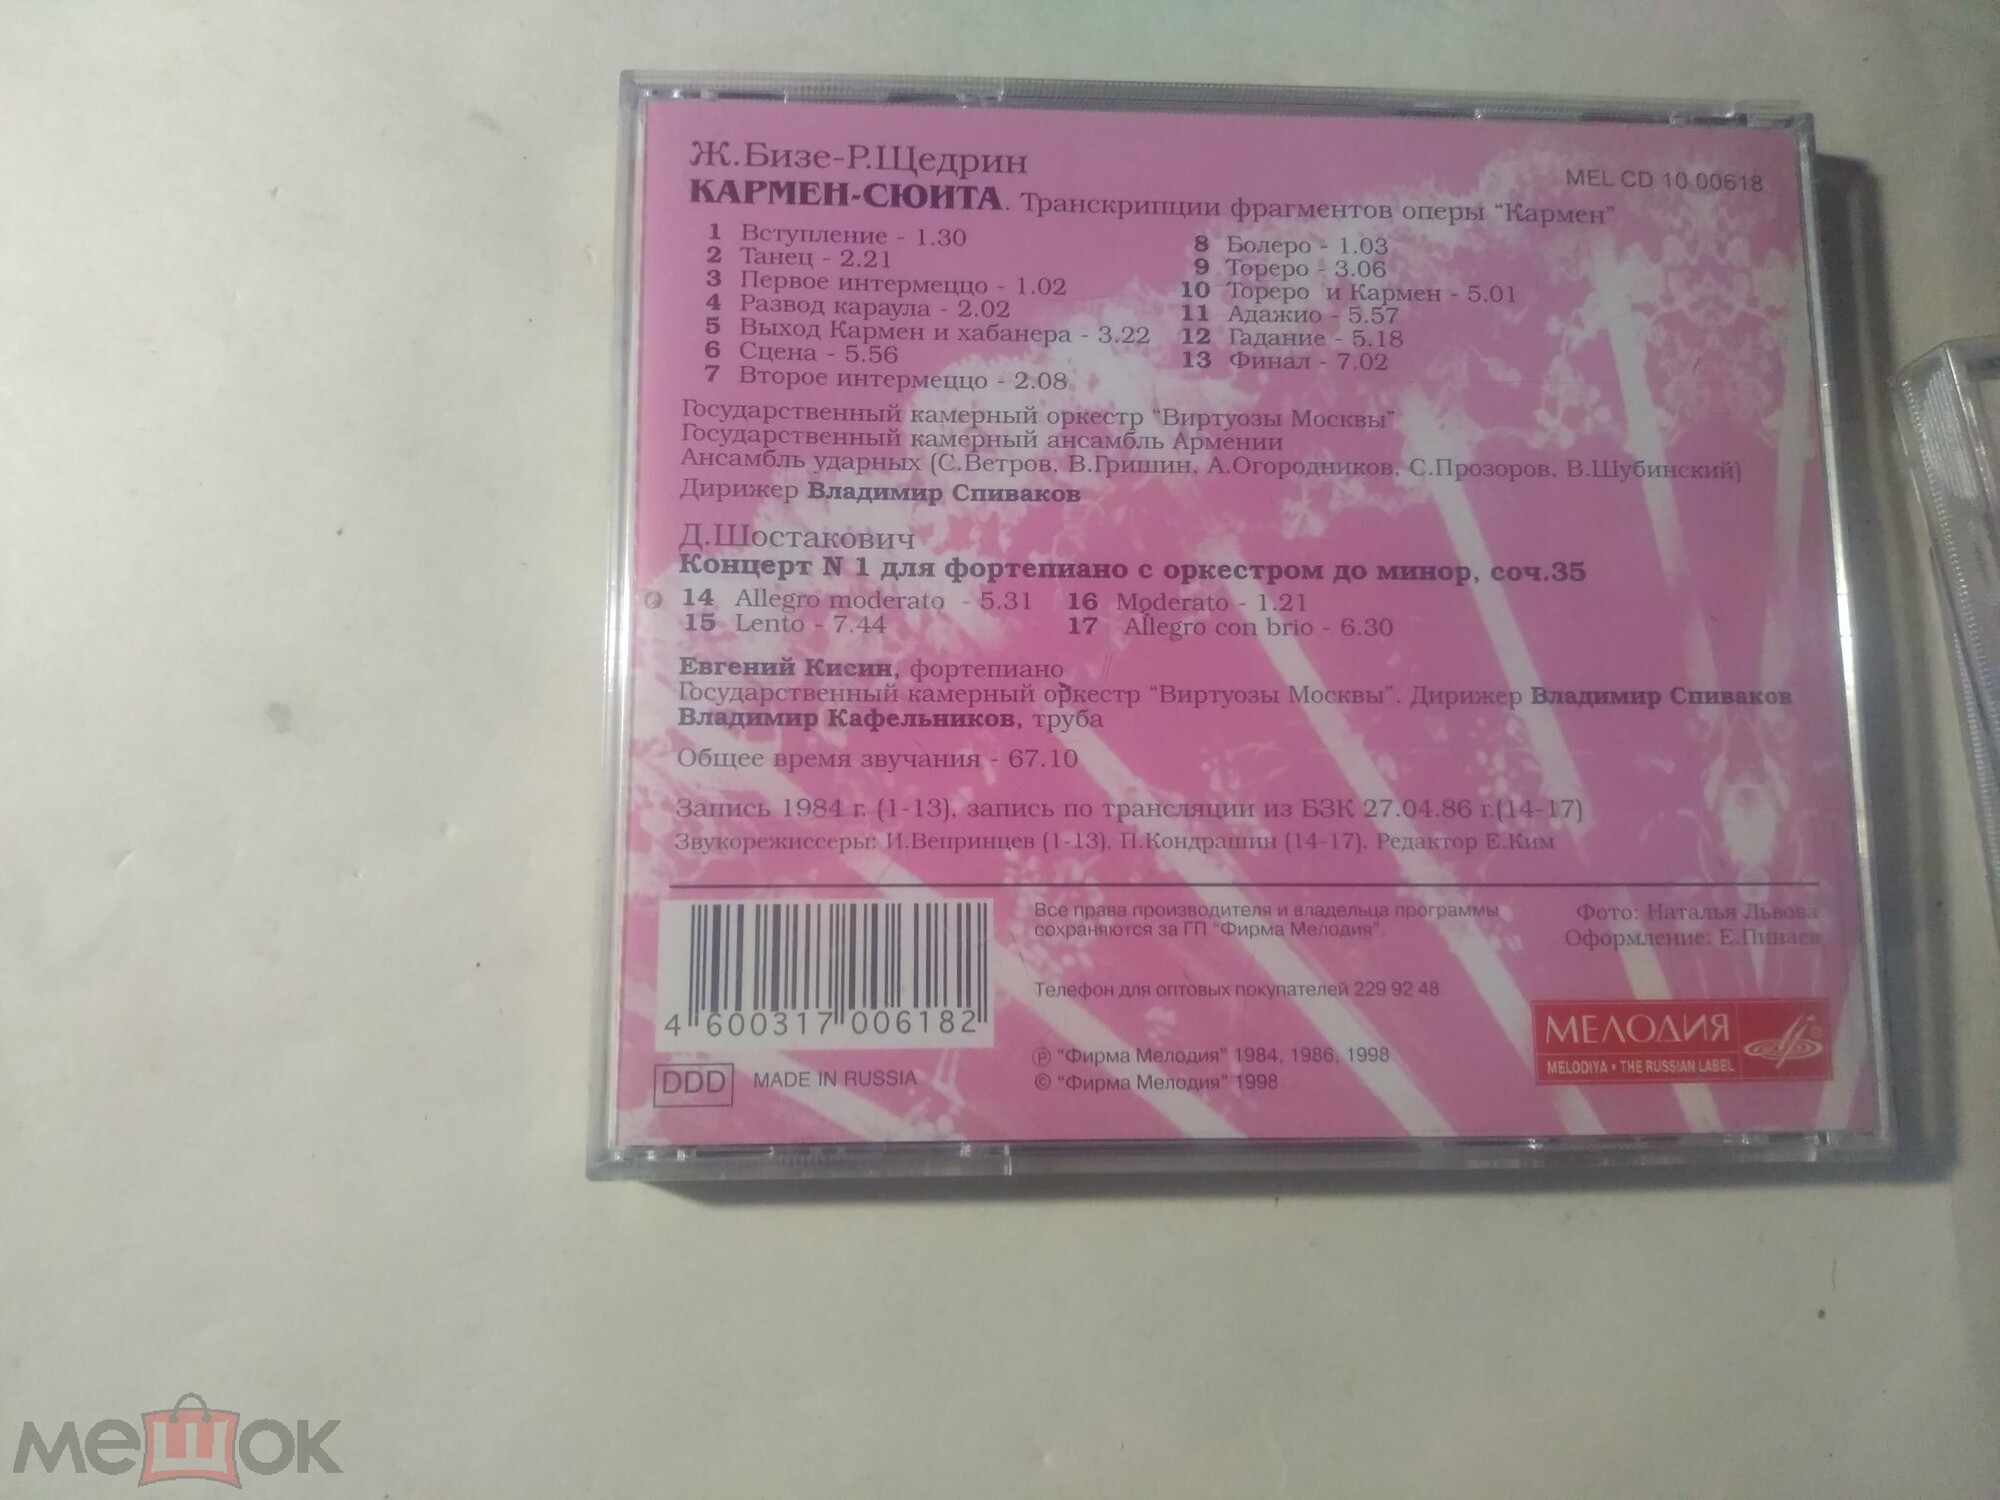 Ж.Бизе-Р.Щедрин
MEL CD 10 00618
КАРМЕН-СЮИТА. Транскрипции фрагментов оперы "Кармен"
1 Вступление - 1.30
2 Танец - 2.21
3 Первое интермеццо - 1.02
4 Развод караула - 2.02
5 Выход Кармен и хабанера - 3.22
6 Сцена - 5.56
7 Второе интермеццо - 2.08
8 Болеро - 1.03
9 Тореро - 3.06
10 Тореро и Кармен - 5.01
11 Адажио - 5.57
12 Гадание - 5.18
13 Финал - 7.02
Государственный камерный оркестр "Виртуозы Москвы"
Государственный камерный ансамбль Армении
Ансамбль ударных (С.Ветров, В.Гришин, А.Огородников, С.Прозоров, В.Шубинский)
Дирижер Владимир Спиваков
Д.Шостакович
Концерт N 1 для фортепиано с оркестром до минор, соч.35
14 Allegro moderato - 5.31
15 Lento - 7.44
16 Moderato - 1.21
17 Allegro con brio - 6.30
Евгений Кисин, фортепиано
Государственный камерный оркестр "Виртуозы Москвы". Дирижер Владимир Спиваков
Владимир Кафельников, труба
Общее время звучания - 67.10
Запись 1984 г. (1-13), запись по трансляции из БЗК 27.04.86 г.(14-17)
Звукорежиссеры: И.Вепринцев (1-13), П.Кондрашин (14-17). Редактор Е.Ким
Все права производителя и владельца программы
сохраняются за ГП "Фирма Мелодия".
Фото: Наталья Львова
Оформление: Е.Пинаев
Телефон для оптовых покупателей 229 92 48
4 600317 006182
℗ "Фирма Мелодия" 1984, 1986, 1998
© "Фирма Мелодия" 1998
DDD MADE IN RUSSIA
МЕЛОДИЯ
MELODIYA • THE RUSSIAN LABEL
мешок